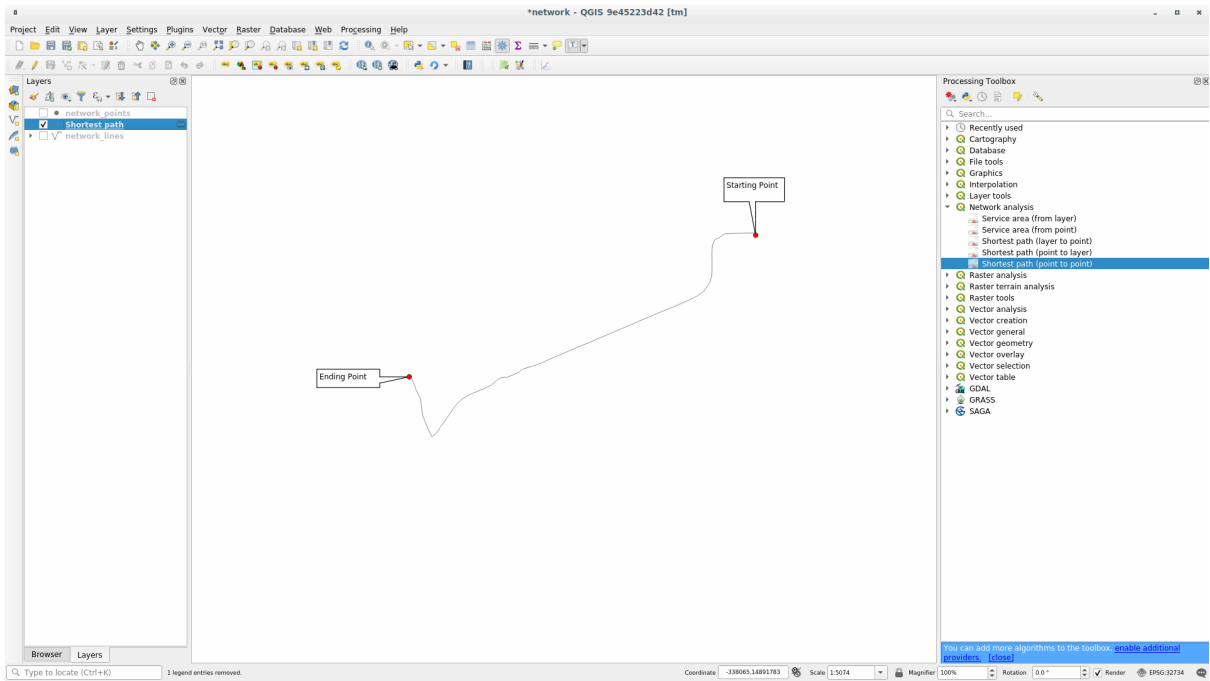 *network - QGIS 9e45223d42 [tm]
Project Edit View Layer Settings Plugins Vector Raster Database Web Processing Help
Layers
network_points
Shortest path
network_lines
Starting Point
Ending Point
Processing Toolbox
Search...
Recently used
Cartography
Database
File tools
Graphics
Interpolation
Layer tools
Network analysis
Service area (from layer)
Service area (from point)
Shortest path (layer to point)
Shortest path (point to layer)
Shortest path (point to point)
Raster analysis
Raster terrain analysis
Raster tools
Vector analysis
Vector creation
Vector general
Vector geometry
Vector overlay
Vector selection
Vector table
GDAL
GRASS
SAGA
You can add more algorithms to the toolbox, enable additional
providers. [close]
Browser Layers
Type to locate (Ctrl+K) 1 legend entries removed. Coordinate -338065,14891783 Scale 1:5074 Magnifier 100% Rotation 0.0 ° Render EPSG:32734